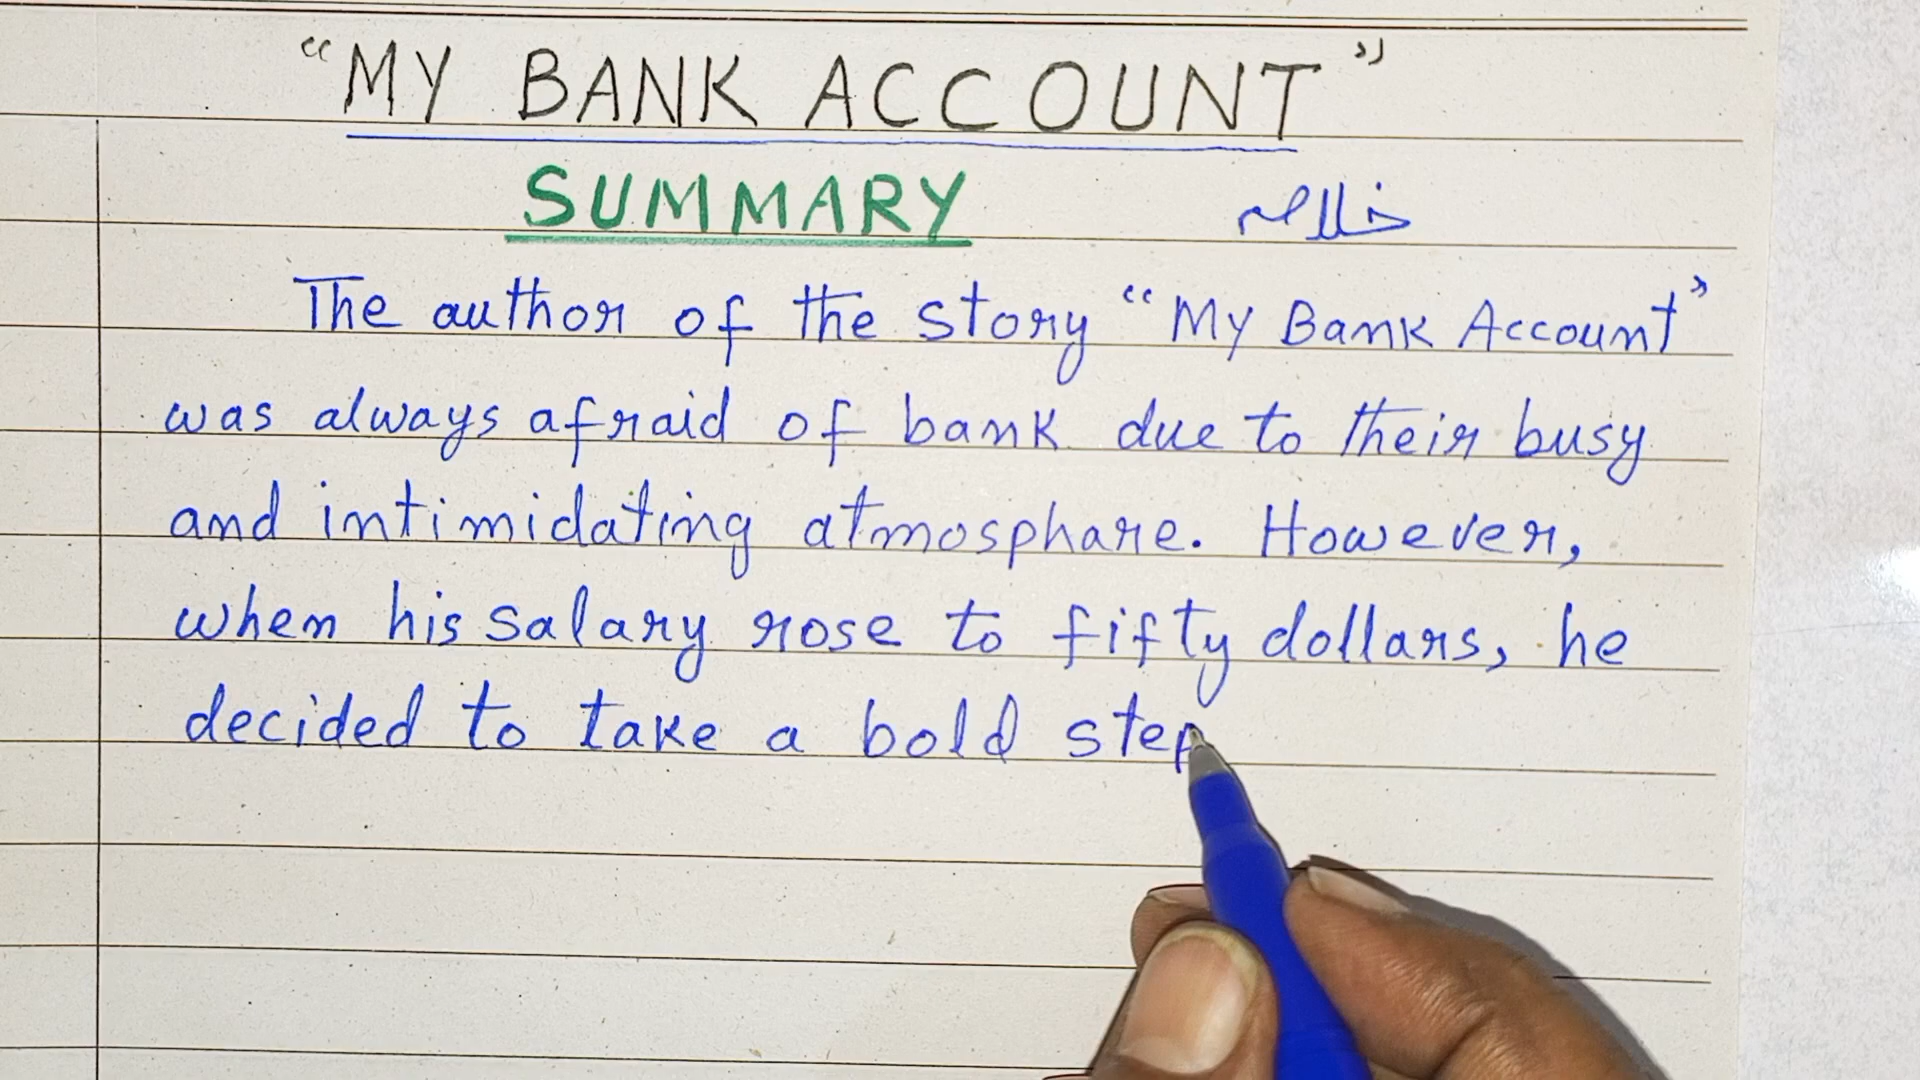 "MY BANK ACCOUNT"
SUMMARY خلاصہ
The author of the story "My Bank Account"
was always afraid of bank due to their busy
and intimidating atmosphare. However,
when his salary rose to fifty dollars, he
decided to take a bold step